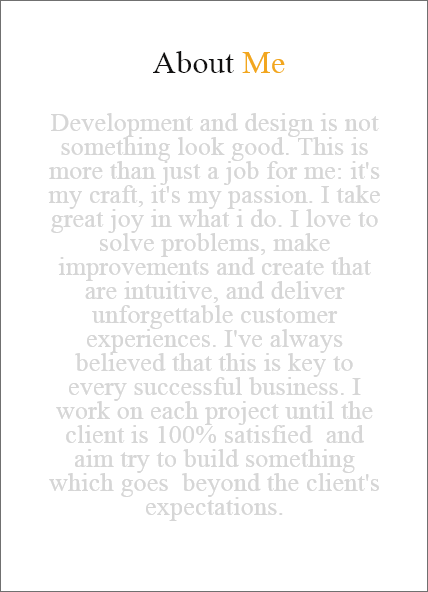 About Me
Development and design is not
something look good. This is
more than just a job for me: it's
my craft, it's my passion. I take
great joy in what i do. I love to
solve problems, make
improvements and create that
are intuitive, and deliver
unforgettable customer
experiences. I've always
believed that this is key to
every successful business. I
work on each project until the
client is 100% satisfied  and
aim try to build something
which goes  beyond the client's
expectations.